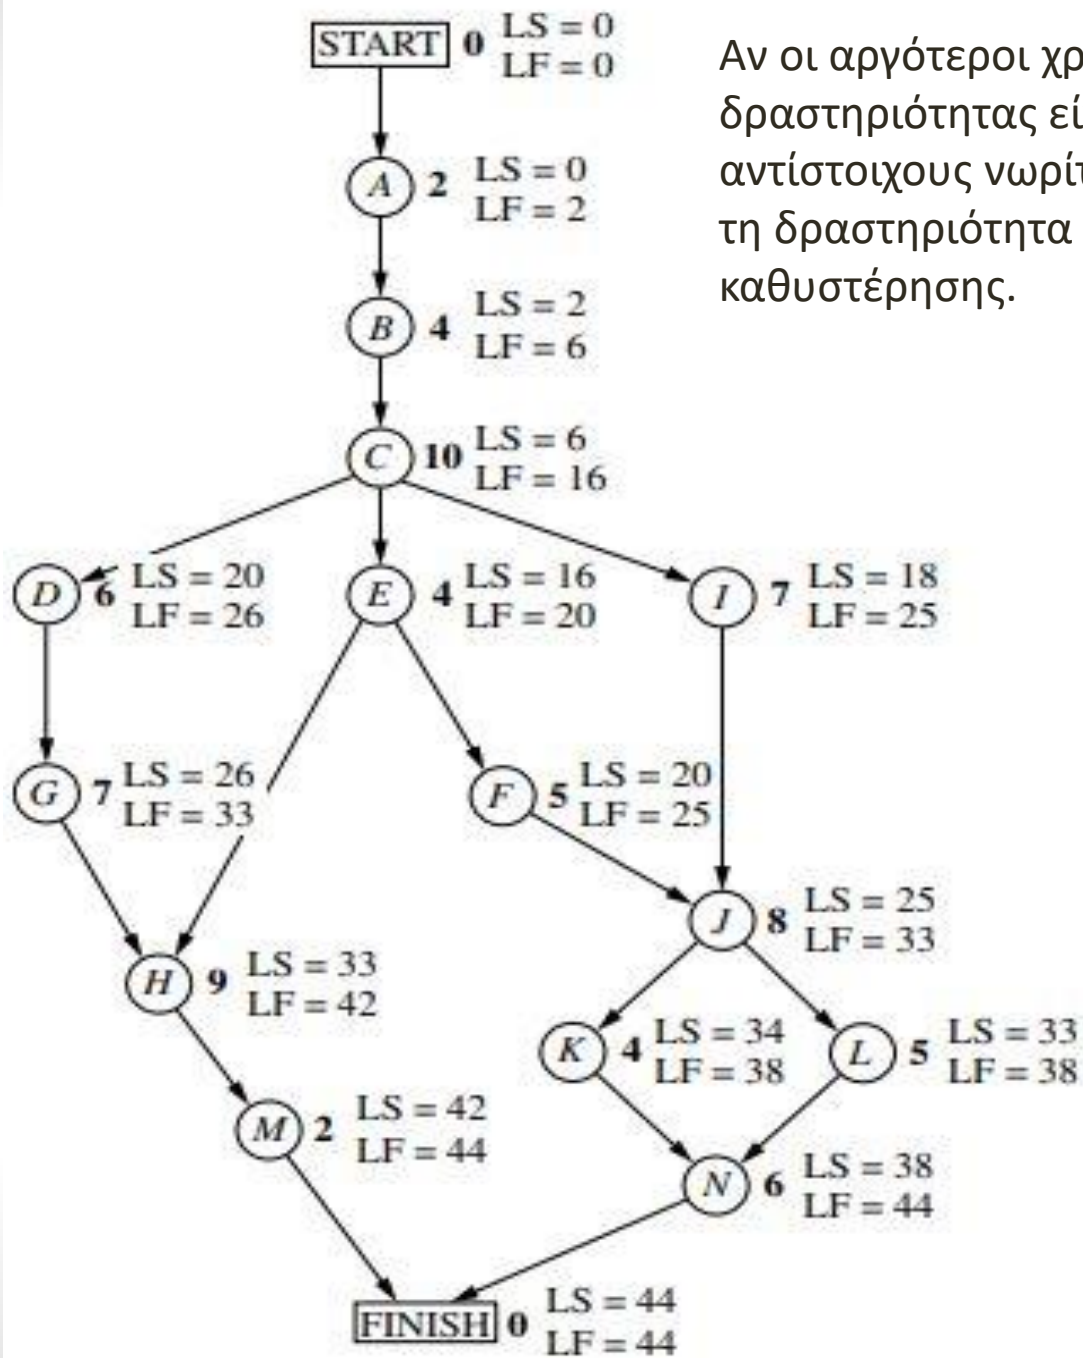 START 0 LS = 0
LF = 0
Αν οι αργότεροι
δραστηριότητας
αντίστοιχους
τη δραστηριότητα
καθυστέρησης.
A 2 LS = 0
LF = 2
B 4 LS = 2
LF = 6
C 10 LS = 6
LF = 16
D 6 LS = 20
LF = 26
E 4 LS = 16
LF = 20
I 7 LS = 18
LF = 25
G 7 LS = 26
LF = 33
F 5 LS = 20
LF = 25
J 8 LS = 25
LF = 33
H 9 LS = 33
LF = 42
K 4 LS = 34
LF = 38
L 5 LS = 33
LF = 38
M 2 LS = 42
LF = 44
N 6 LS = 38
LF = 44
FINISH 0 LS = 44
LF = 44